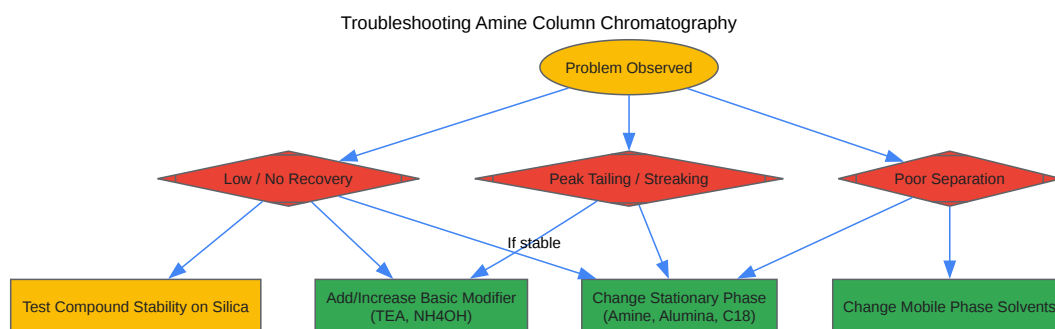 Troubleshooting Amine Column Chromatography
Problem Observed
Low / No Recovery
Peak Tailing / Streaking
Poor Separation
If stable
Test Compound Stability on Silica
Add/Increase Basic Modifier
(TEA, NH4OH)
Change Stationary Phase
(Amine, Alumina, C18)
Change Mobile Phase Solvents